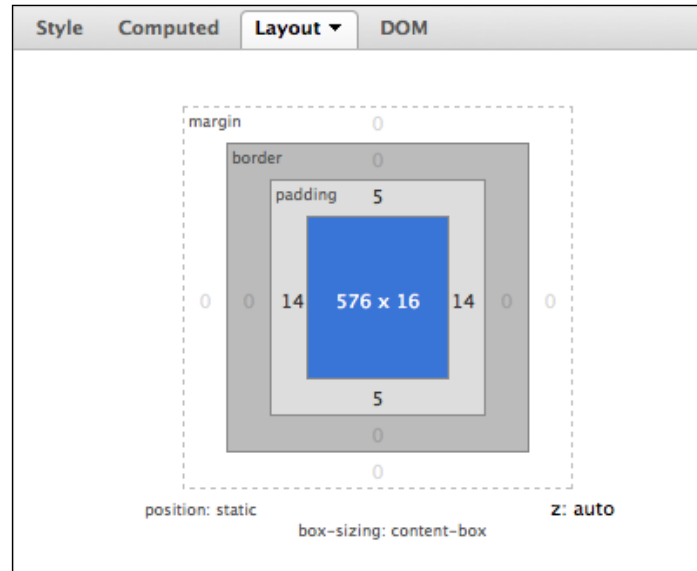 Style Computed Layout ▼ DOM
margin 0
border 0
padding 5
0 0 14 576 x 16 14 0 0
5
0
0
position: static z: auto
box-sizing: content-box